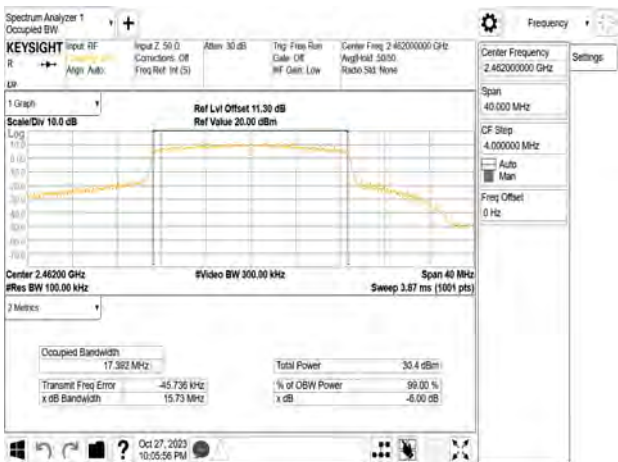 Spectrum Analyzer 1
Occupied BW
+
Frequency
KEYSIGHT Input: RF
R
Align: Auto
Input Z: 50 Ω
Corrections: Off
Freq Ref: Int (S)
Atten: 30 dB
Trig: Free Run
Gate: Off
#IF Gain: Low
Center Freq: 2.462000000 GHz
Avg|Hold: 50/50
Radio Std: None
Center Frequency
2.462000000 GHz
Settings
Span
40.000 MHz
CF Step
4.000000 MHz
Auto
Man
Freq Offset
0 Hz
1 Graph
Scale/Div 10.0 dB
Ref Lvl Offset 11.30 dB
Ref Value 20.00 dBm
Log
10.0
0.00
Center 2.46200 GHz
#Video BW 300.00 kHz
Span 40 MHz
#Res BW 100.00 kHz
Sweep 3.87 ms (1001 pts)
2 Metrics
Occupied Bandwidth
17.392 MHz
Total Power
30.4 dBm
Transmit Freq Error
-45.736 kHz
% of OBW Power
99.00 %
x dB Bandwidth
15.73 MHz
x dB
-6.00 dB
?
Oct 27, 2023
10:05:56 PM